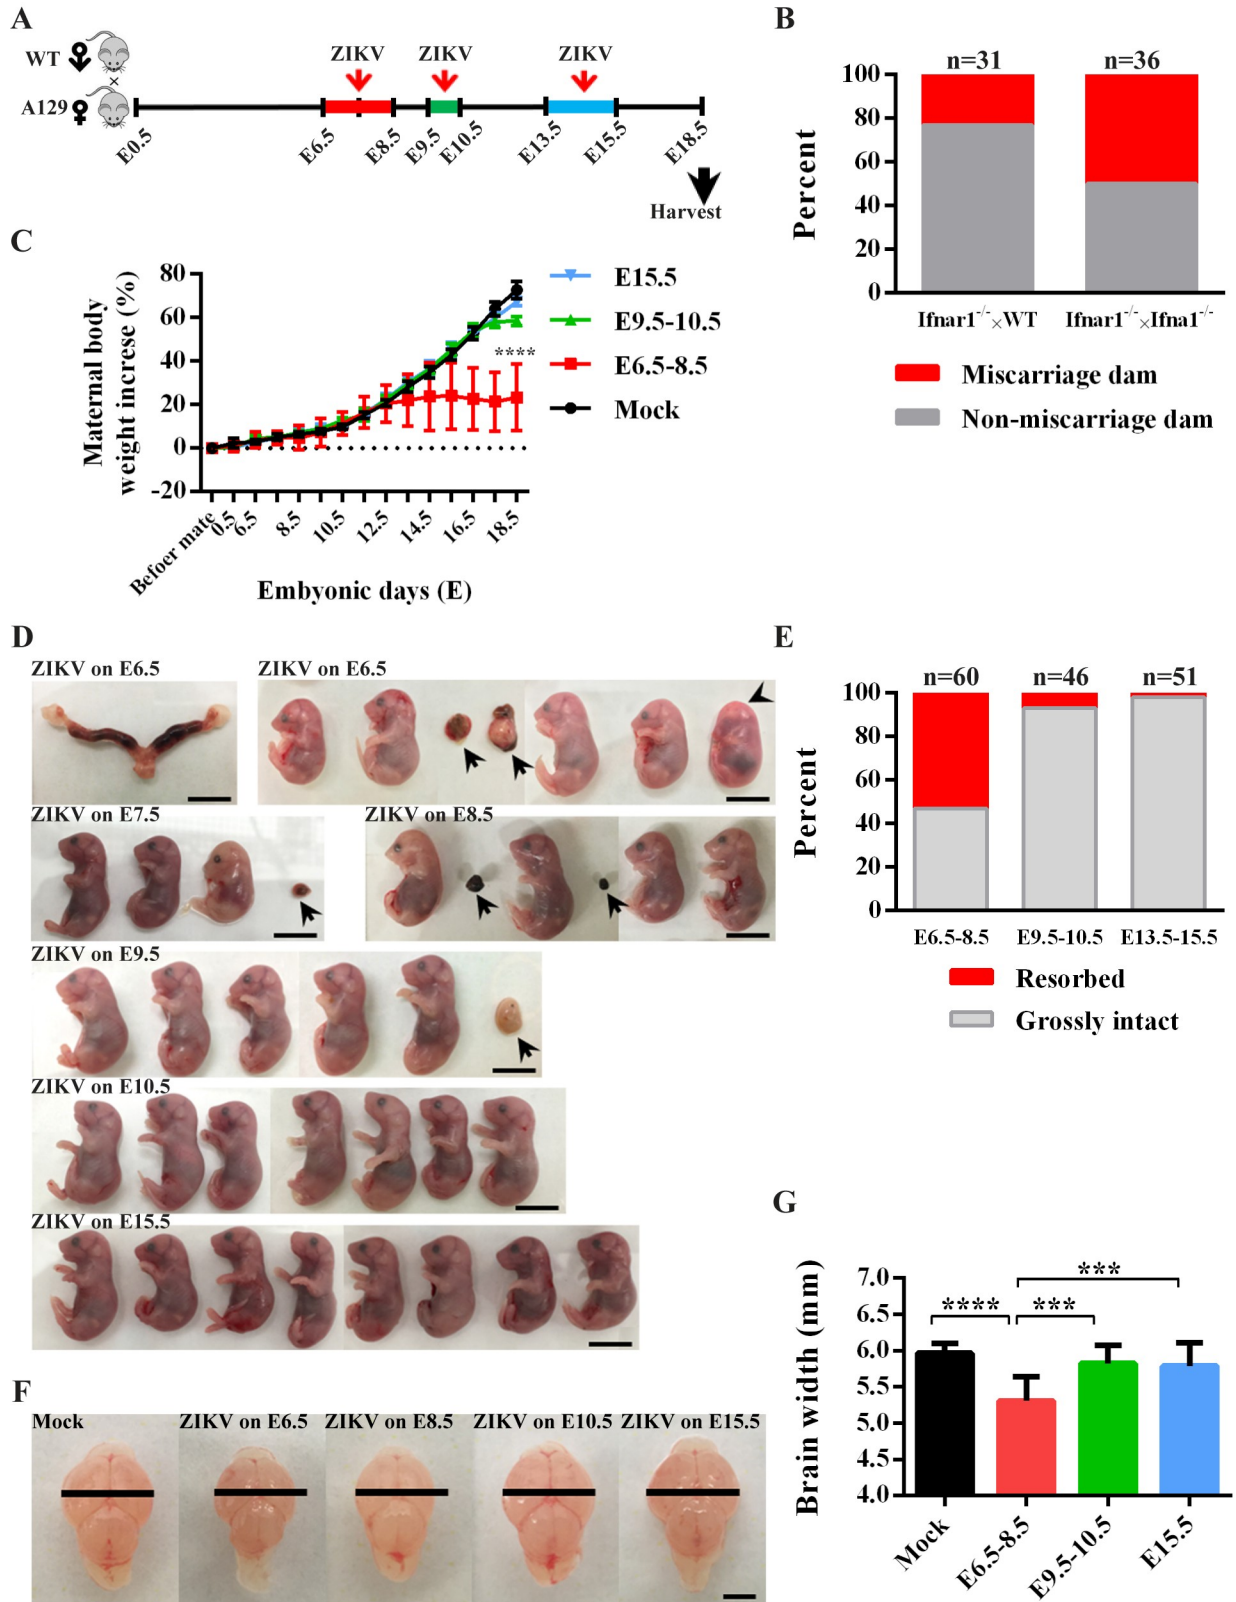 A
WT
×
A129
ZIKV
ZIKV
ZIKV
E0.5
E6.5
E8.5
E9.5
E10.5
E13.5
E15.5
E18.5
Harvest
B
n=31
n=36
Percent
100
80
60
40
20
0
Ifnar1-/-×WT
Ifnar1-/-×Ifna1-/-
Miscarriage dam
Non-miscarriage dam
C
Maternal body
weight increse (%)
80
60
40
20
0
-20
****
Befoer mate
0.5
6.5
8.5
10.5
12.5
14.5
16.5
18.5
Embyonic days (E)
E15.5
E9.5-10.5
E6.5-8.5
Mock
D
ZIKV on E6.5
ZIKV on E6.5
ZIKV on E7.5
ZIKV on E8.5
ZIKV on E9.5
ZIKV on E10.5
ZIKV on E15.5
E
n=60
n=46
n=51
Percent
100
80
60
40
20
0
E6.5-8.5
E9.5-10.5
E13.5-15.5
Resorbed
Grossly intact
F
Mock
ZIKV on E6.5
ZIKV on E8.5
ZIKV on E10.5
ZIKV on E15.5
G
Brain width (mm)
7.0
6.5
6.0
5.5
5.0
4.5
4.0
****
***
***
Mock
E6.5-8.5
E9.5-10.5
E15.5